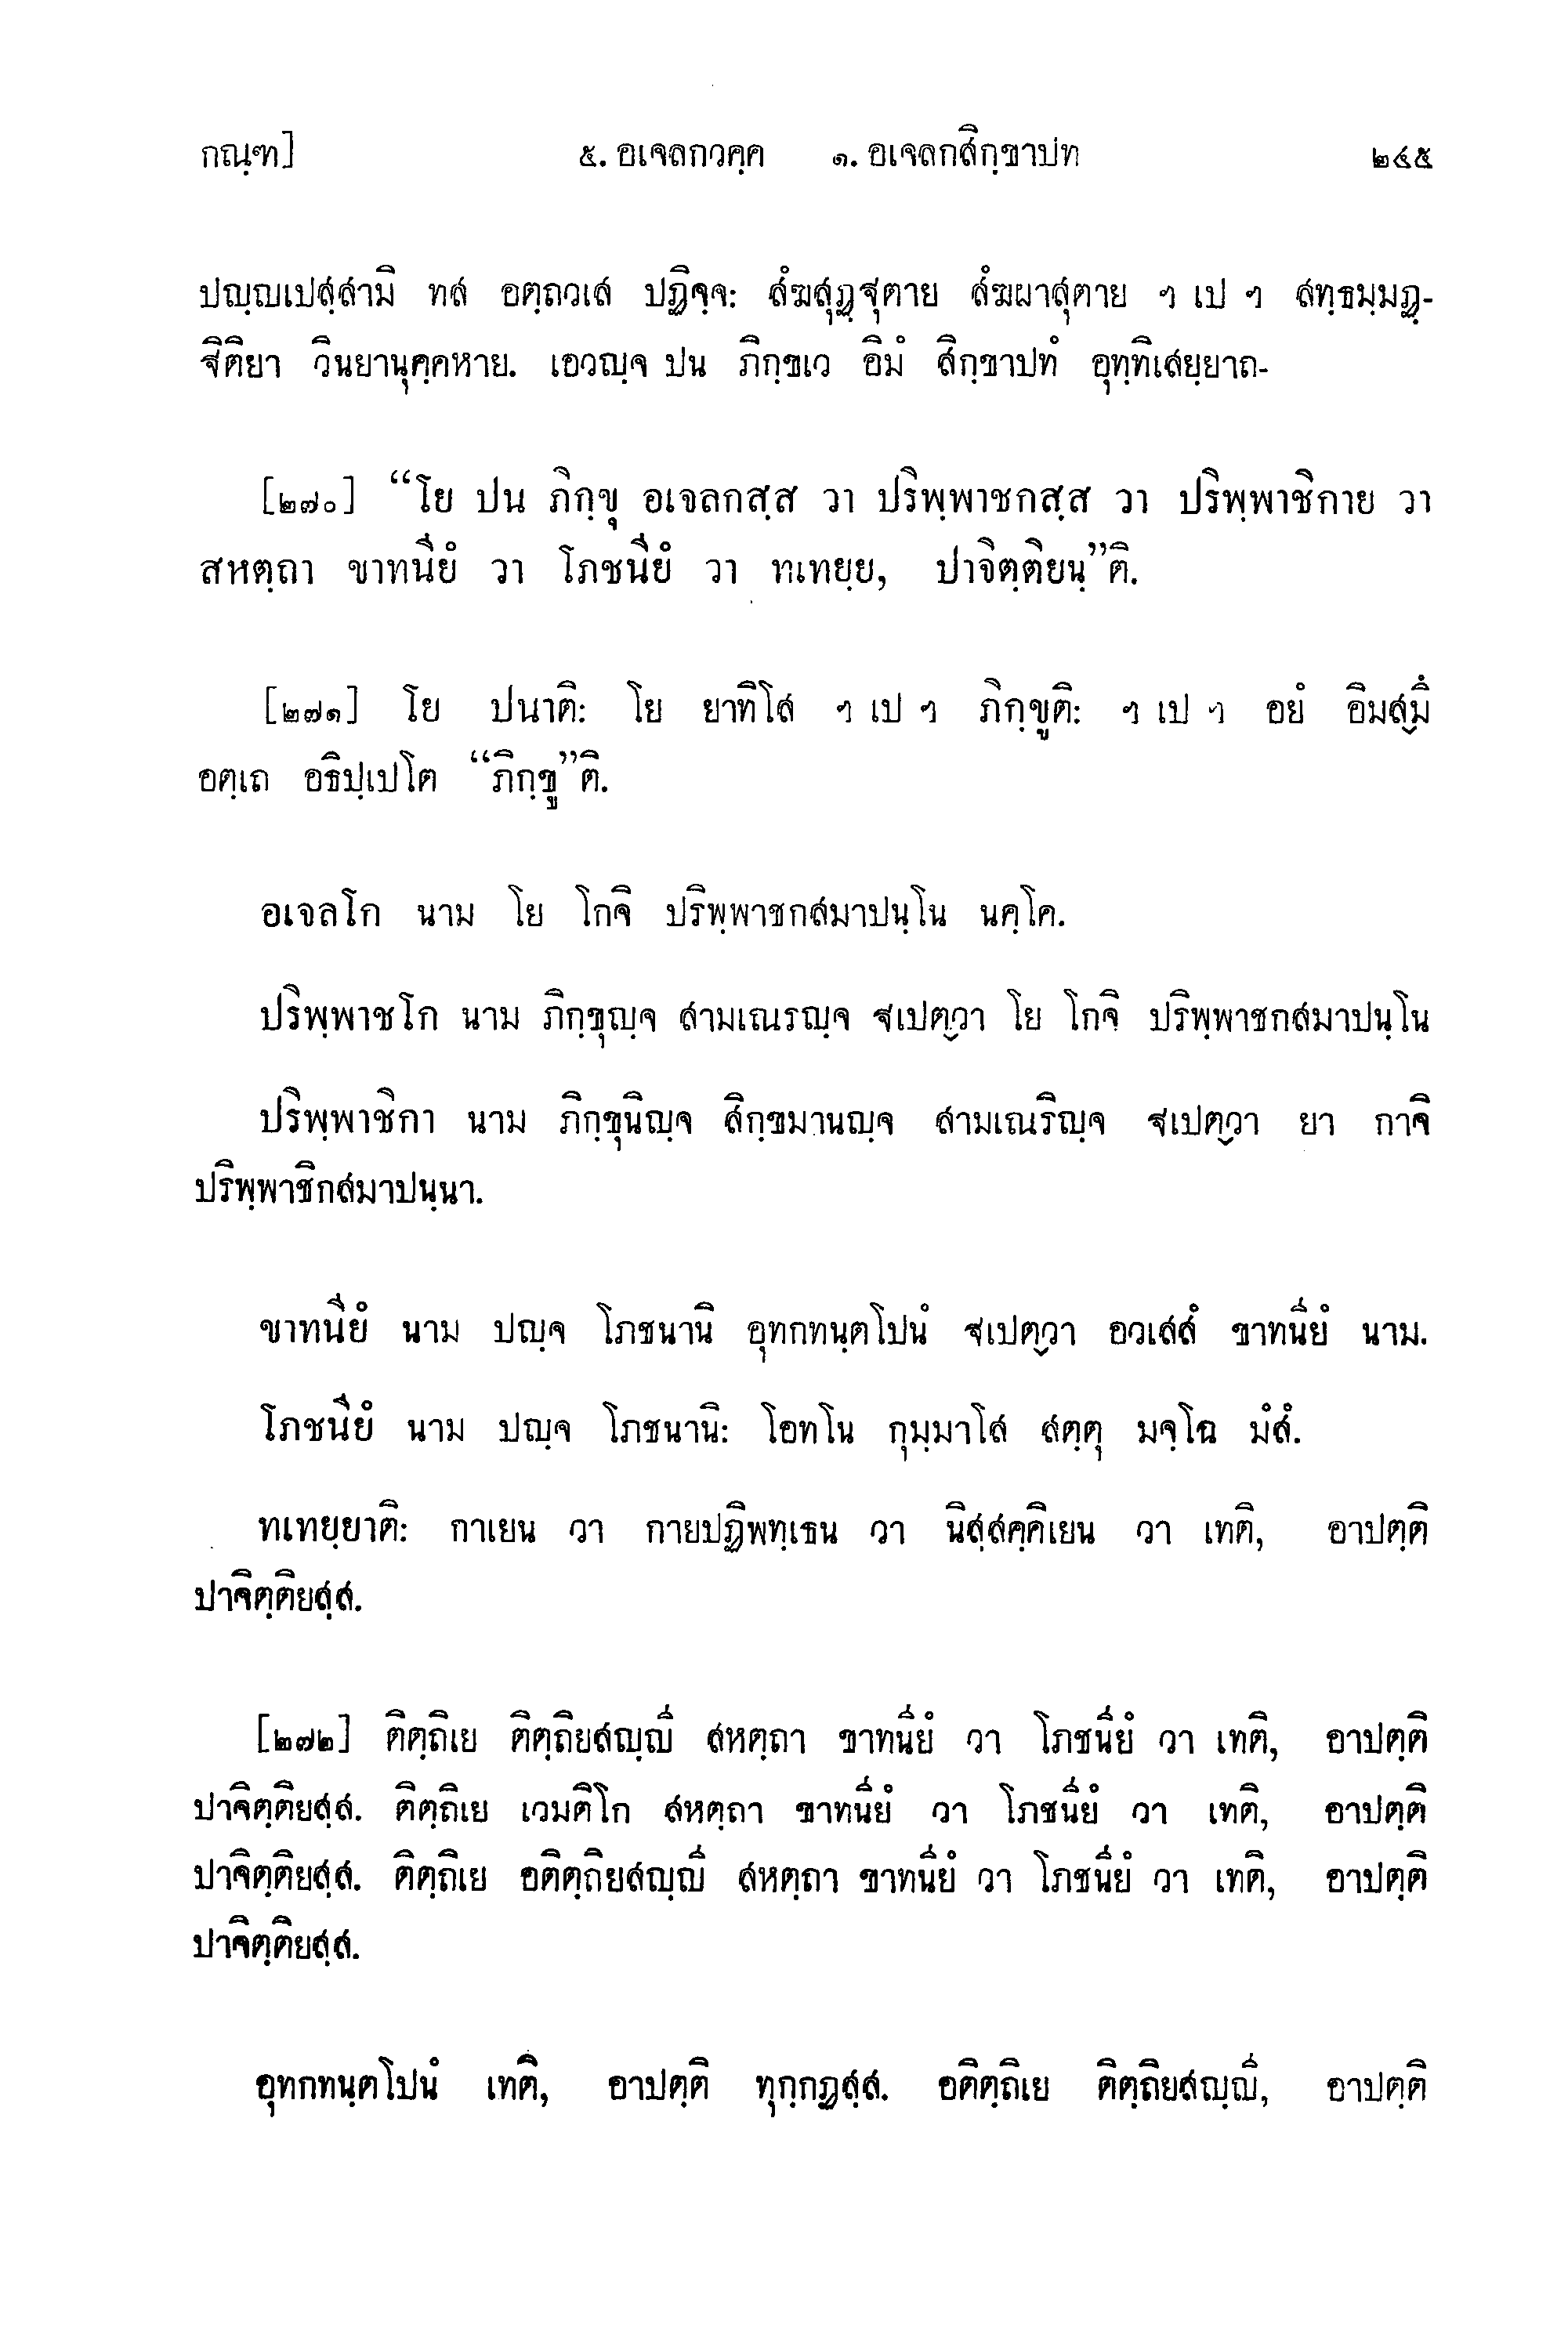 กณฺฑ] ๕. อเจลกวคฺค ๑. อเจลกสิกฺขาปท ๒๔๕
ปญฺญเปสฺสามิ ทส อตฺถวเส ปฏิจฺจ: สํฆสุฏฺฐุตาย สํฆผาสุตาย ฯ เป ฯ สทฺธมฺมฏฺ-
ฐิติยา วินยานุคฺคหาย. เอวญฺจ ปน ภิกฺขเว อิมํ สิกฺขาปทํ อุทฺทิเสยฺยาถ-
[๒๗๐] “โย ปน ภิกฺขุ อเจลกสฺส วา ปริพฺพาชกสฺส วา ปริพฺพาชิกาย วา
สหตฺถา ขาทนียํ วา โภชนียํ วา ทเทยฺย, ปาจิตฺติยนฺ”ติ.
[๒๗๑] โย ปนาติ: โย ยาทิโส ฯ เป ฯ ภิกฺขูติ: ฯ เป ฯ อยํ อิมสฺมึ
อตฺเถ อธิปฺเปโต “ภิกฺขู”ติ.
อเจลโก นาม โย โกจิ ปริพฺพาชกสมาปนฺโน นคฺโค.
ปริพฺพาชโก นาม ภิกฺขุญฺจ สามเณรญฺจ ฐเปตฺวา โย โกจิ ปริพฺพาชกสมาปนฺโน
ปริพฺพาชิกา นาม ภิกฺขุนิญฺจ สิกฺขมานญฺจ สามเณริญฺจ ฐเปตฺวา ยา กาจิ
ปริพฺพาชิกสมาปนฺนา.
ขาทนียํ นาม ปญฺจ โภชนานิ อุทกทนฺตโปนํ ฐเปตฺวา อวเสสํ ขาทนียํ นาม.
โภชนียํ นาม ปญฺจ โภชนานิ: โอทโน กุมฺมาโส สตฺตุ มจฺโฉ มํสํ.
ทเทยฺยาติ: กาเยน วา กายปฏิพทฺเธน วา นิสฺสคฺคิเยน วา เทติ, อาปตฺติ
ปาจิตฺติยสฺส.
[๒๗๒] ติตฺถิเย ติตฺถิยสญฺญี สหตฺถา ขาทนียํ วา โภชนียํ วา เทติ, อาปตฺติ
ปาจิตฺติยสฺส. ติตฺถิเย เวมติโก สหตฺถา ขาทนียํ วา โภชนียํ วา เทติ, อาปตฺติ
ปาจิตฺติยสฺส. ติตฺถิเย อติตฺถิยสญฺญี สหตฺถา ขาทนียํ วา โภชนียํ วา เทติ, อาปตฺติ
ปาจิตฺติยสฺส.
อุทกทนฺตโปนํ เทติ, อาปตฺติ ทุกฺกฏสฺส. อติตฺถิเย ติตฺถิยสญฺญี, อาปตฺติ